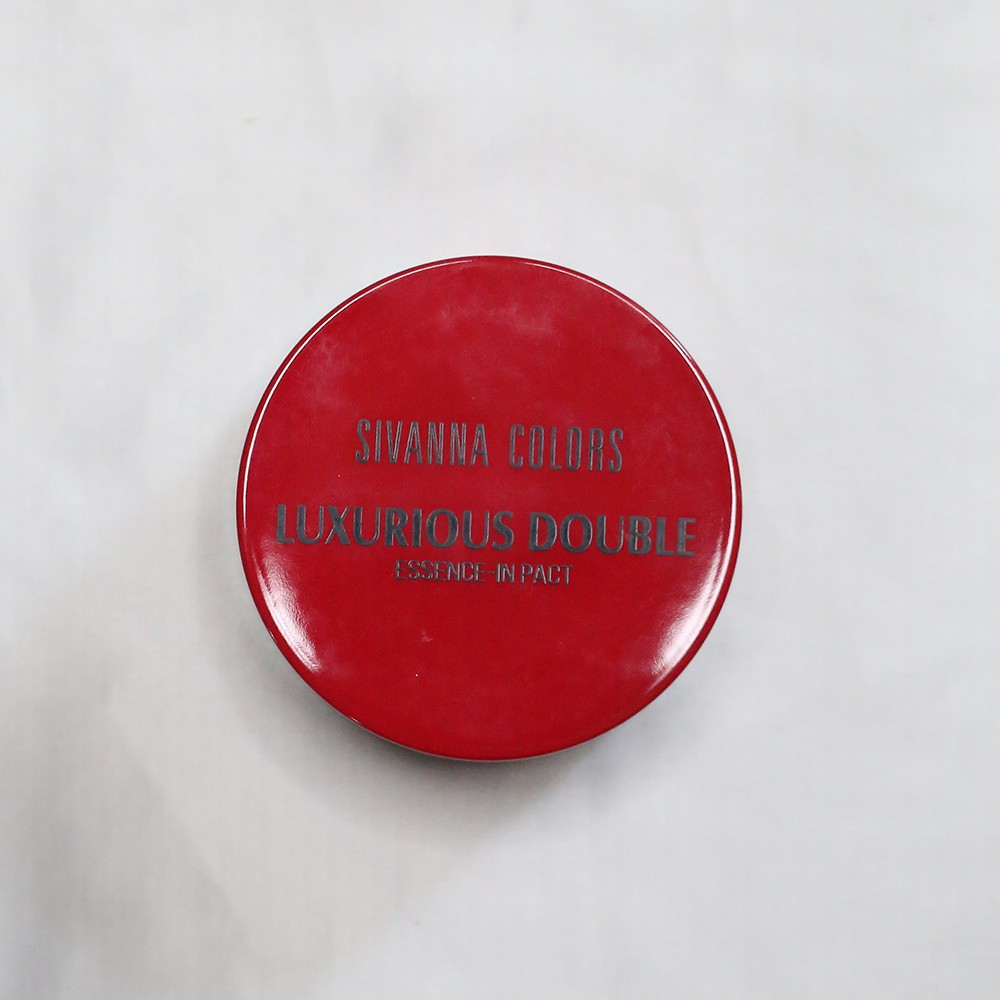 SIVANNA COLORS
LUXURIOUS DOUBLE
ESSENCE-IN PACT